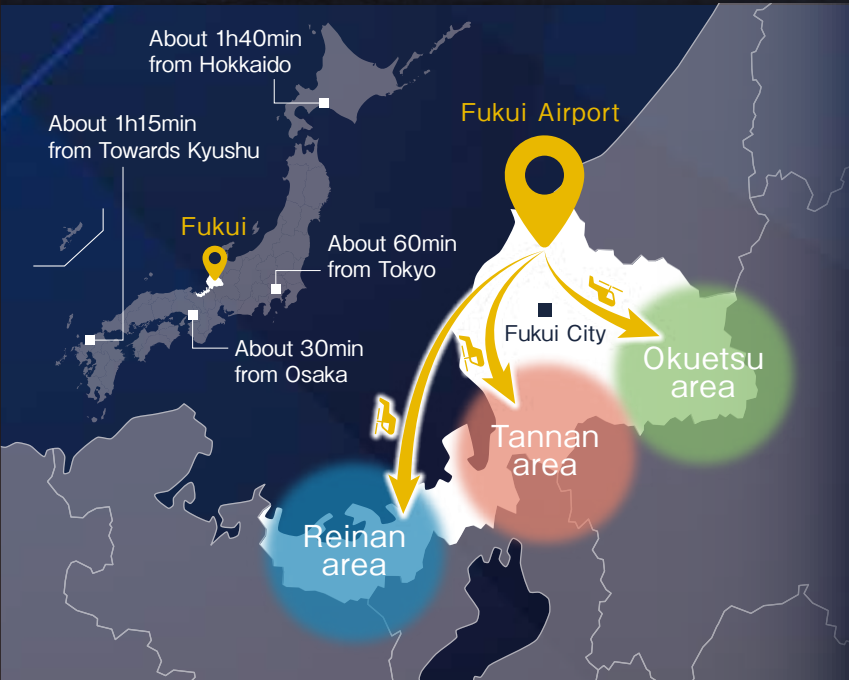 About 1h40min
from Hokkaido
About 1h15min
from Towards Kyushu
Fukui
About 60min
from Tokyo
About 30min
from Osaka
Fukui Airport
Fukui City
Okuetsu
area
Tannan
area
Reinan
area